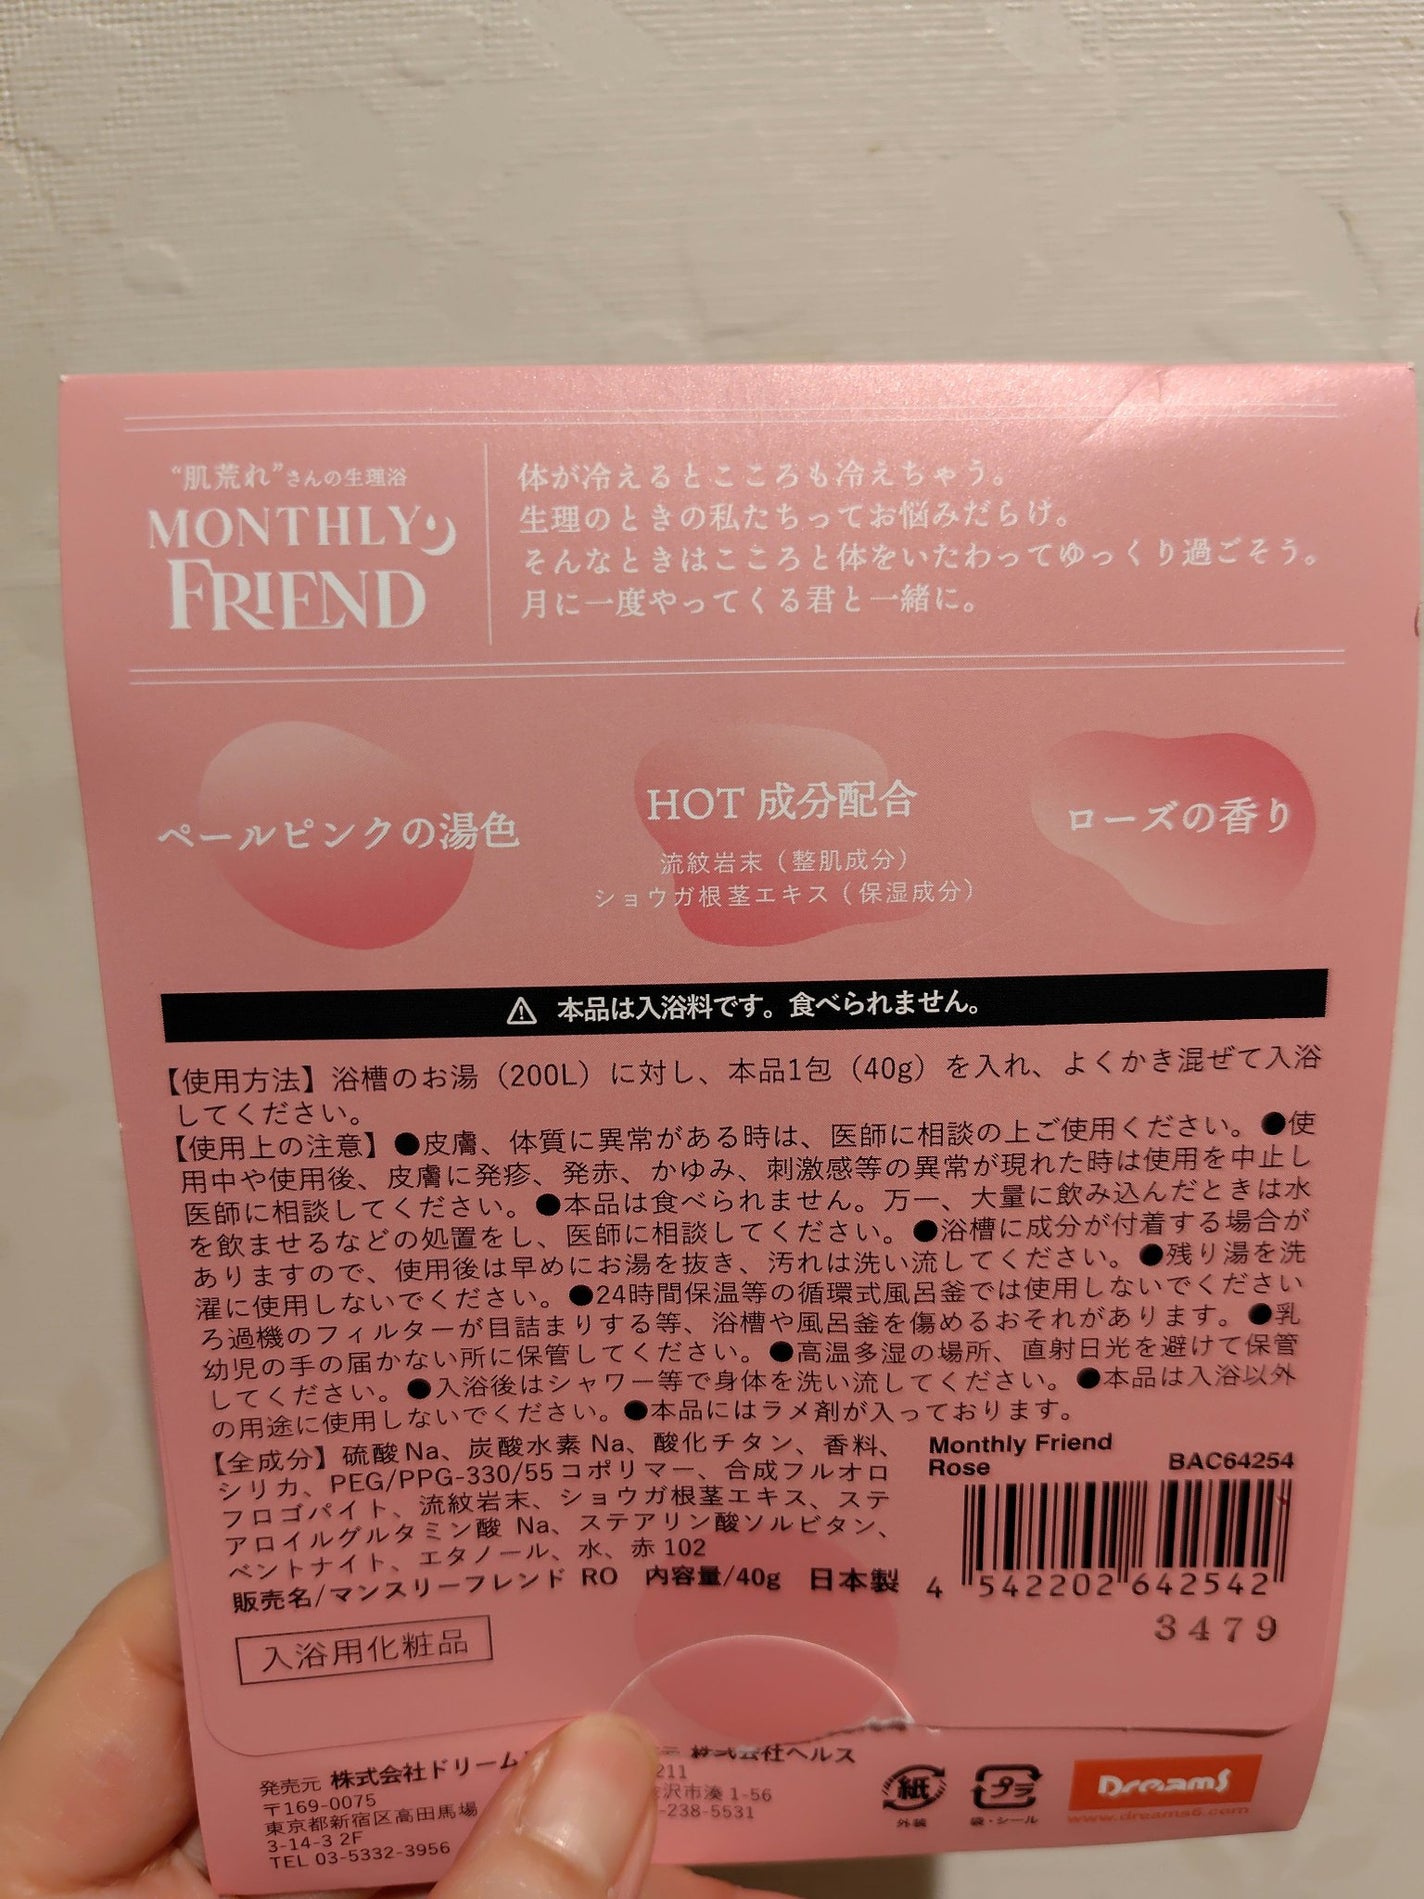 “肌荒れ”さんの生理浴
MONTHLY
FRIEND
体が冷えるとこころも冷えちゃう。
生理のときの私たちってお悩みだらけ。
そんなときはこころと体をいたわってゆっくり過ごそう。
月に一度やってくる君と一緒に。
ペールピンクの湯色
HOT 成分配合
流紋岩末（整肌成分）
ショウガ根茎エキス（保湿成分）
ローズの香り
⚠ 本品は入浴料です。食べられません。
【使用方法】浴槽のお湯（200L）に対し、本品1包（40g）を入れ、よくかき混ぜて入浴
してください。
【使用上の注意】●皮膚、体質に異常がある時は、医師に相談の上ご使用ください。●使
用中や使用後、皮膚に発疹、発赤、かゆみ、刺激感等の異常が現れた時は使用を中止し
医師に相談してください。●本品は食べられません。万一、大量に飲み込んだときは水
を飲ませるなどの処置をし、医師に相談してください。●浴槽に成分が付着する場合が
ありますので、使用後は早めにお湯を抜き、汚れは洗い流してください。●残り湯を洗
濯に使用しないでください。●24時間保温等の循環式風呂釜では使用しないでください
ろ過機のフィルターが目詰まりする等、浴槽や風呂釜を傷めるおそれがあります。●乳
幼児の手の届かない所に保管してください。●高温多湿の場所、直射日光を避けて保管
してください。●入浴後はシャワー等で身体を洗い流してください。●本品は入浴以外
の用途に使用しないでください。●本品にはラメ剤が入っております。
【全成分】硫酸Na、炭酸水素Na、酸化チタン、香料、
シリカ、PEG/PPG-330/55コポリマー、合成フルオロ
フロゴパイト、流紋岩末、ショウガ根茎エキス、ステ
アロイルグルタミン酸 Na、ステアリン酸ソルビタン、
ベントナイト、エタノール、水、赤102
販売名/マンスリーフレンド RO 内容量/40g 日本製
Monthly Friend
Rose BAC64254
4 542202 642542
3479
入浴用化粧品
発売元 株式会社ドリーム
〒169-0075
東京都新宿区高田馬場
3-14-3 2F
TEL 03-5332-3956
株式会社ヘルス
211
沢市湊 1-56
-238-5531
紙
外装
プラ
袋・シール
Dreams
www.dreams6.com